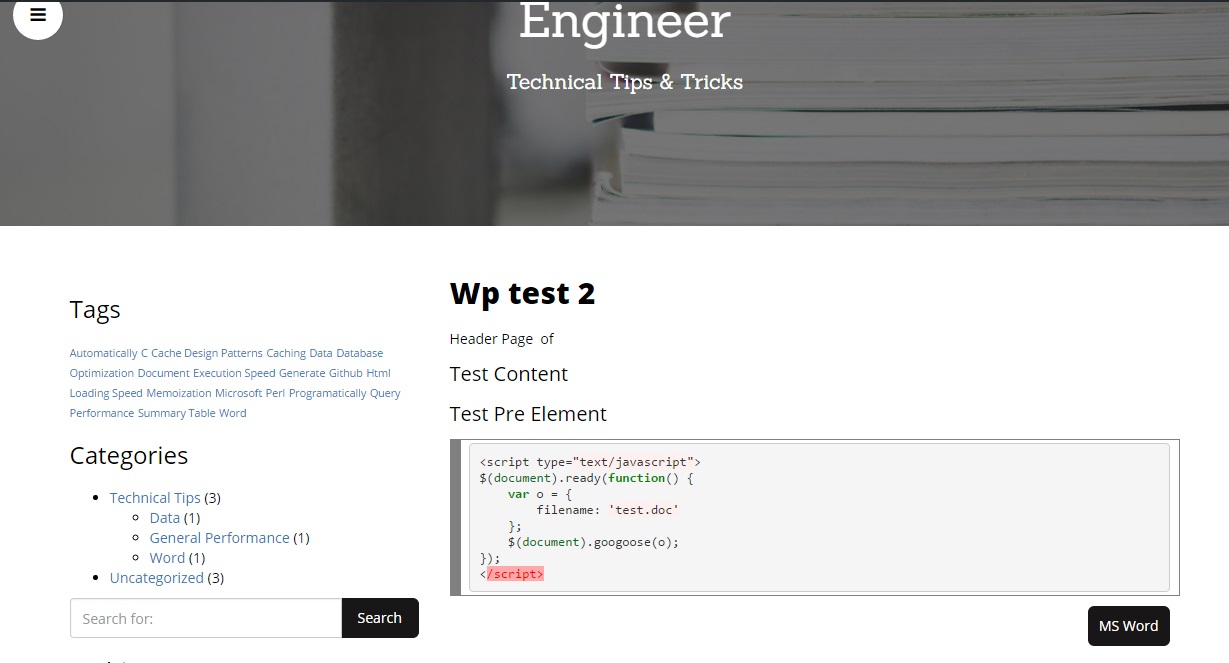 Engineer
Technical Tips & Tricks
Tags
Automatically C Cache Design Patterns Caching Data Database
Optimization Document Execution Speed Generate Github Html
Loading Speed Memoization Microsoft Perl Programatically Query
Performance Summary Table Word
Categories
Technical Tips (3)
Data (1)
General Performance (1)
Word (1)
Uncategorized (3)
Search for:
Search
Wp test 2
Header Page  of
Test Content
Test Pre Element
<script type="text/javascript">
$(document).ready(function() {
    var o = {
        filename: 'test.doc'
    };
    $(document).googoose(o);
});
</script>
MS Word